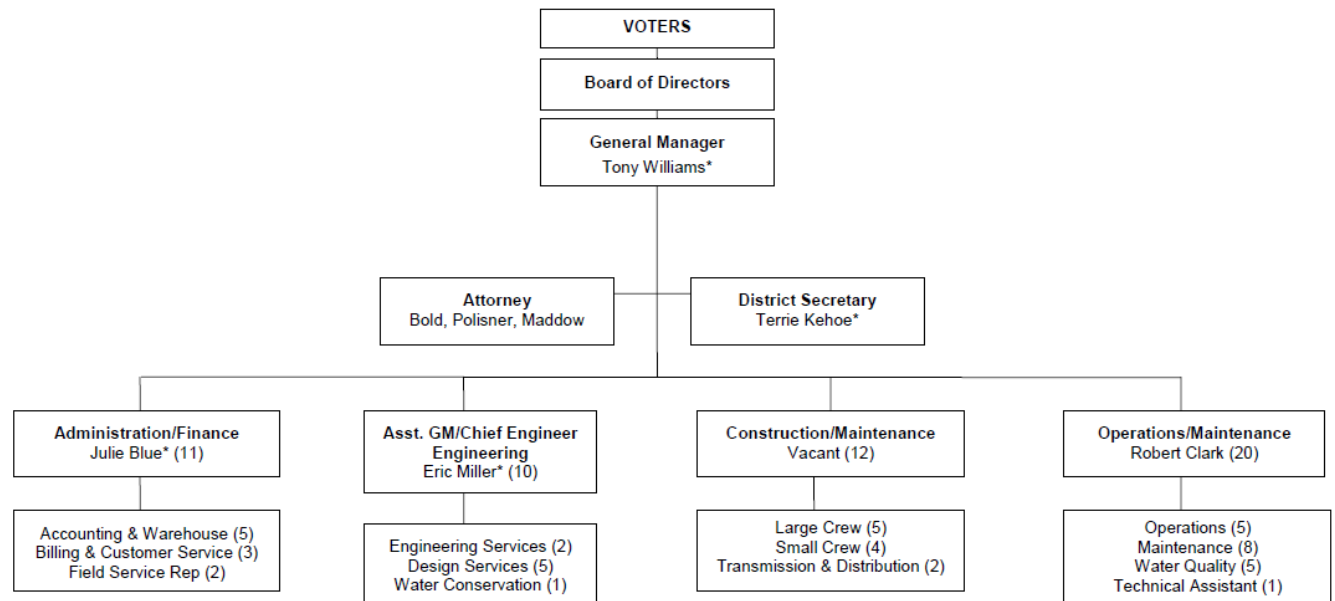 VOTERS
Board of Directors
General Manager
Tony Williams*
Attorney
Bold, Polisner, Maddow
District Secretary
Terrie Kehoe*
Administration/Finance
Julie Blue* (11)
Asst. GM/Chief Engineer
Engineering
Eric Miller* (10)
Construction/Maintenance
Vacant (12)
Operations/Maintenance
Robert Clark (20)
Accounting & Warehouse (5)
Billing & Customer Service (3)
Field Service Rep (2)
Engineering Services (2)
Design Services (5)
Water Conservation (1)
Large Crew (5)
Small Crew (4)
Transmission & Distribution (2)
Operations (5)
Maintenance (8)
Water Quality (5)
Technical Assistant (1)